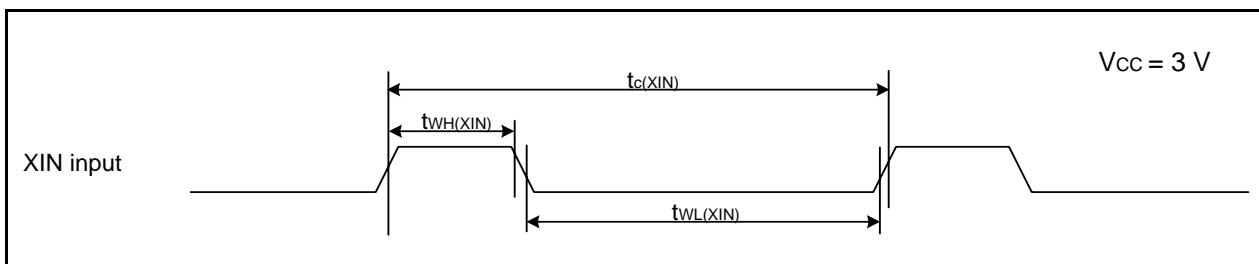 VCC = 3 V
tC(XIN)
tWH(XIN)
XIN input
tWL(XIN)